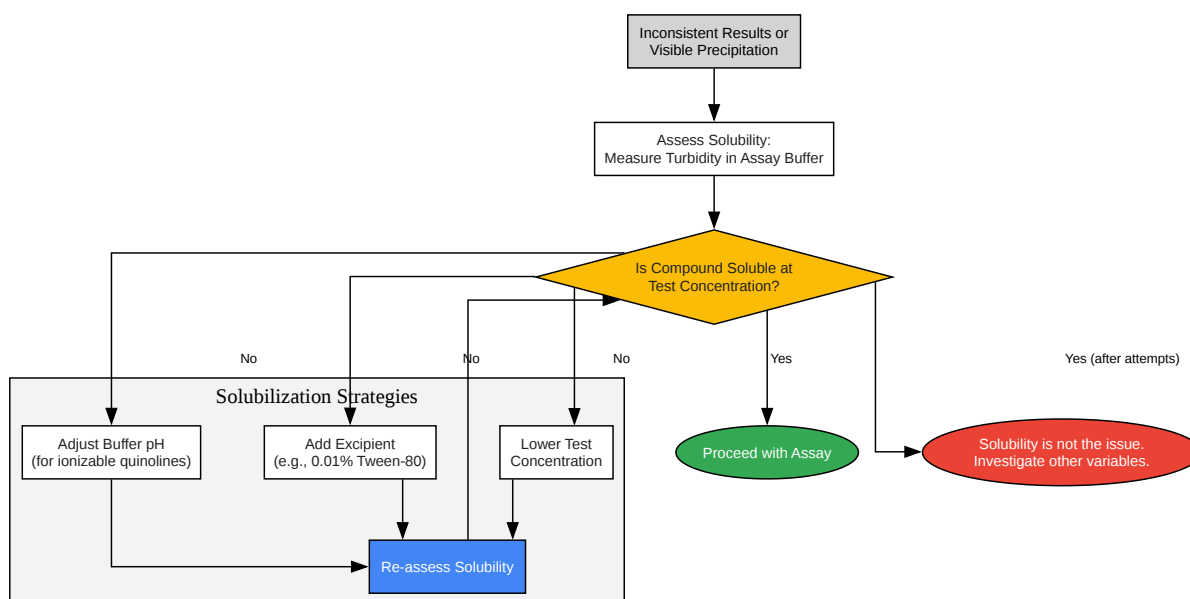 Inconsistent Results or
Visible Precipitation
Assess Solubility:
Measure Turbidity in Assay Buffer
Is Compound Soluble at
Test Concentration?
No
No
No
Yes
Yes (after attempts)
Solubilization Strategies
Adjust Buffer pH
(for ionizable quinolines)
Add Excipient
(e.g., 0.01% Tween-80)
Lower Test
Concentration
Proceed with Assay
Solubility is not the issue.
Investigate other variables.
Re-assess Solubility